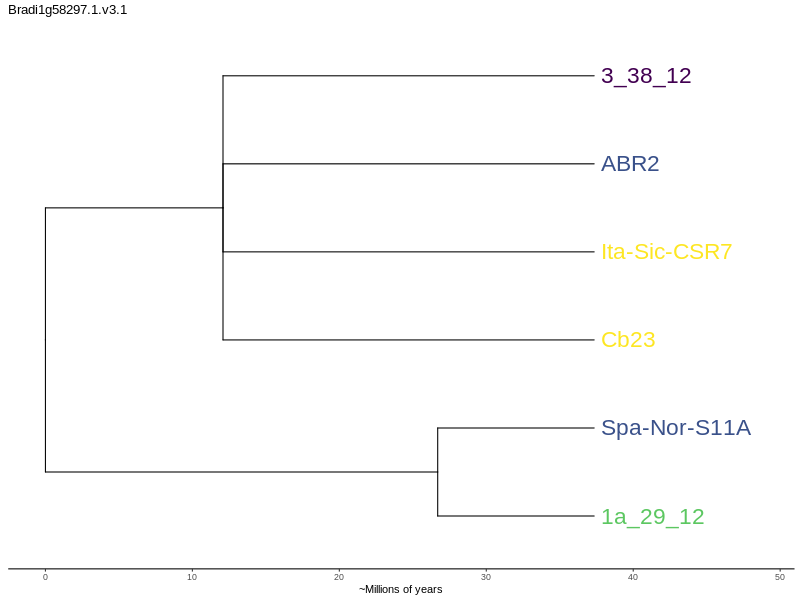 Bradi1g58297.1.v3.1
3_38_12
ABR2
Ita-Sic-CSR7
Cb23
Spa-Nor-S11A
1a_29_12
0 10 20 30 40 50
~Millions of years